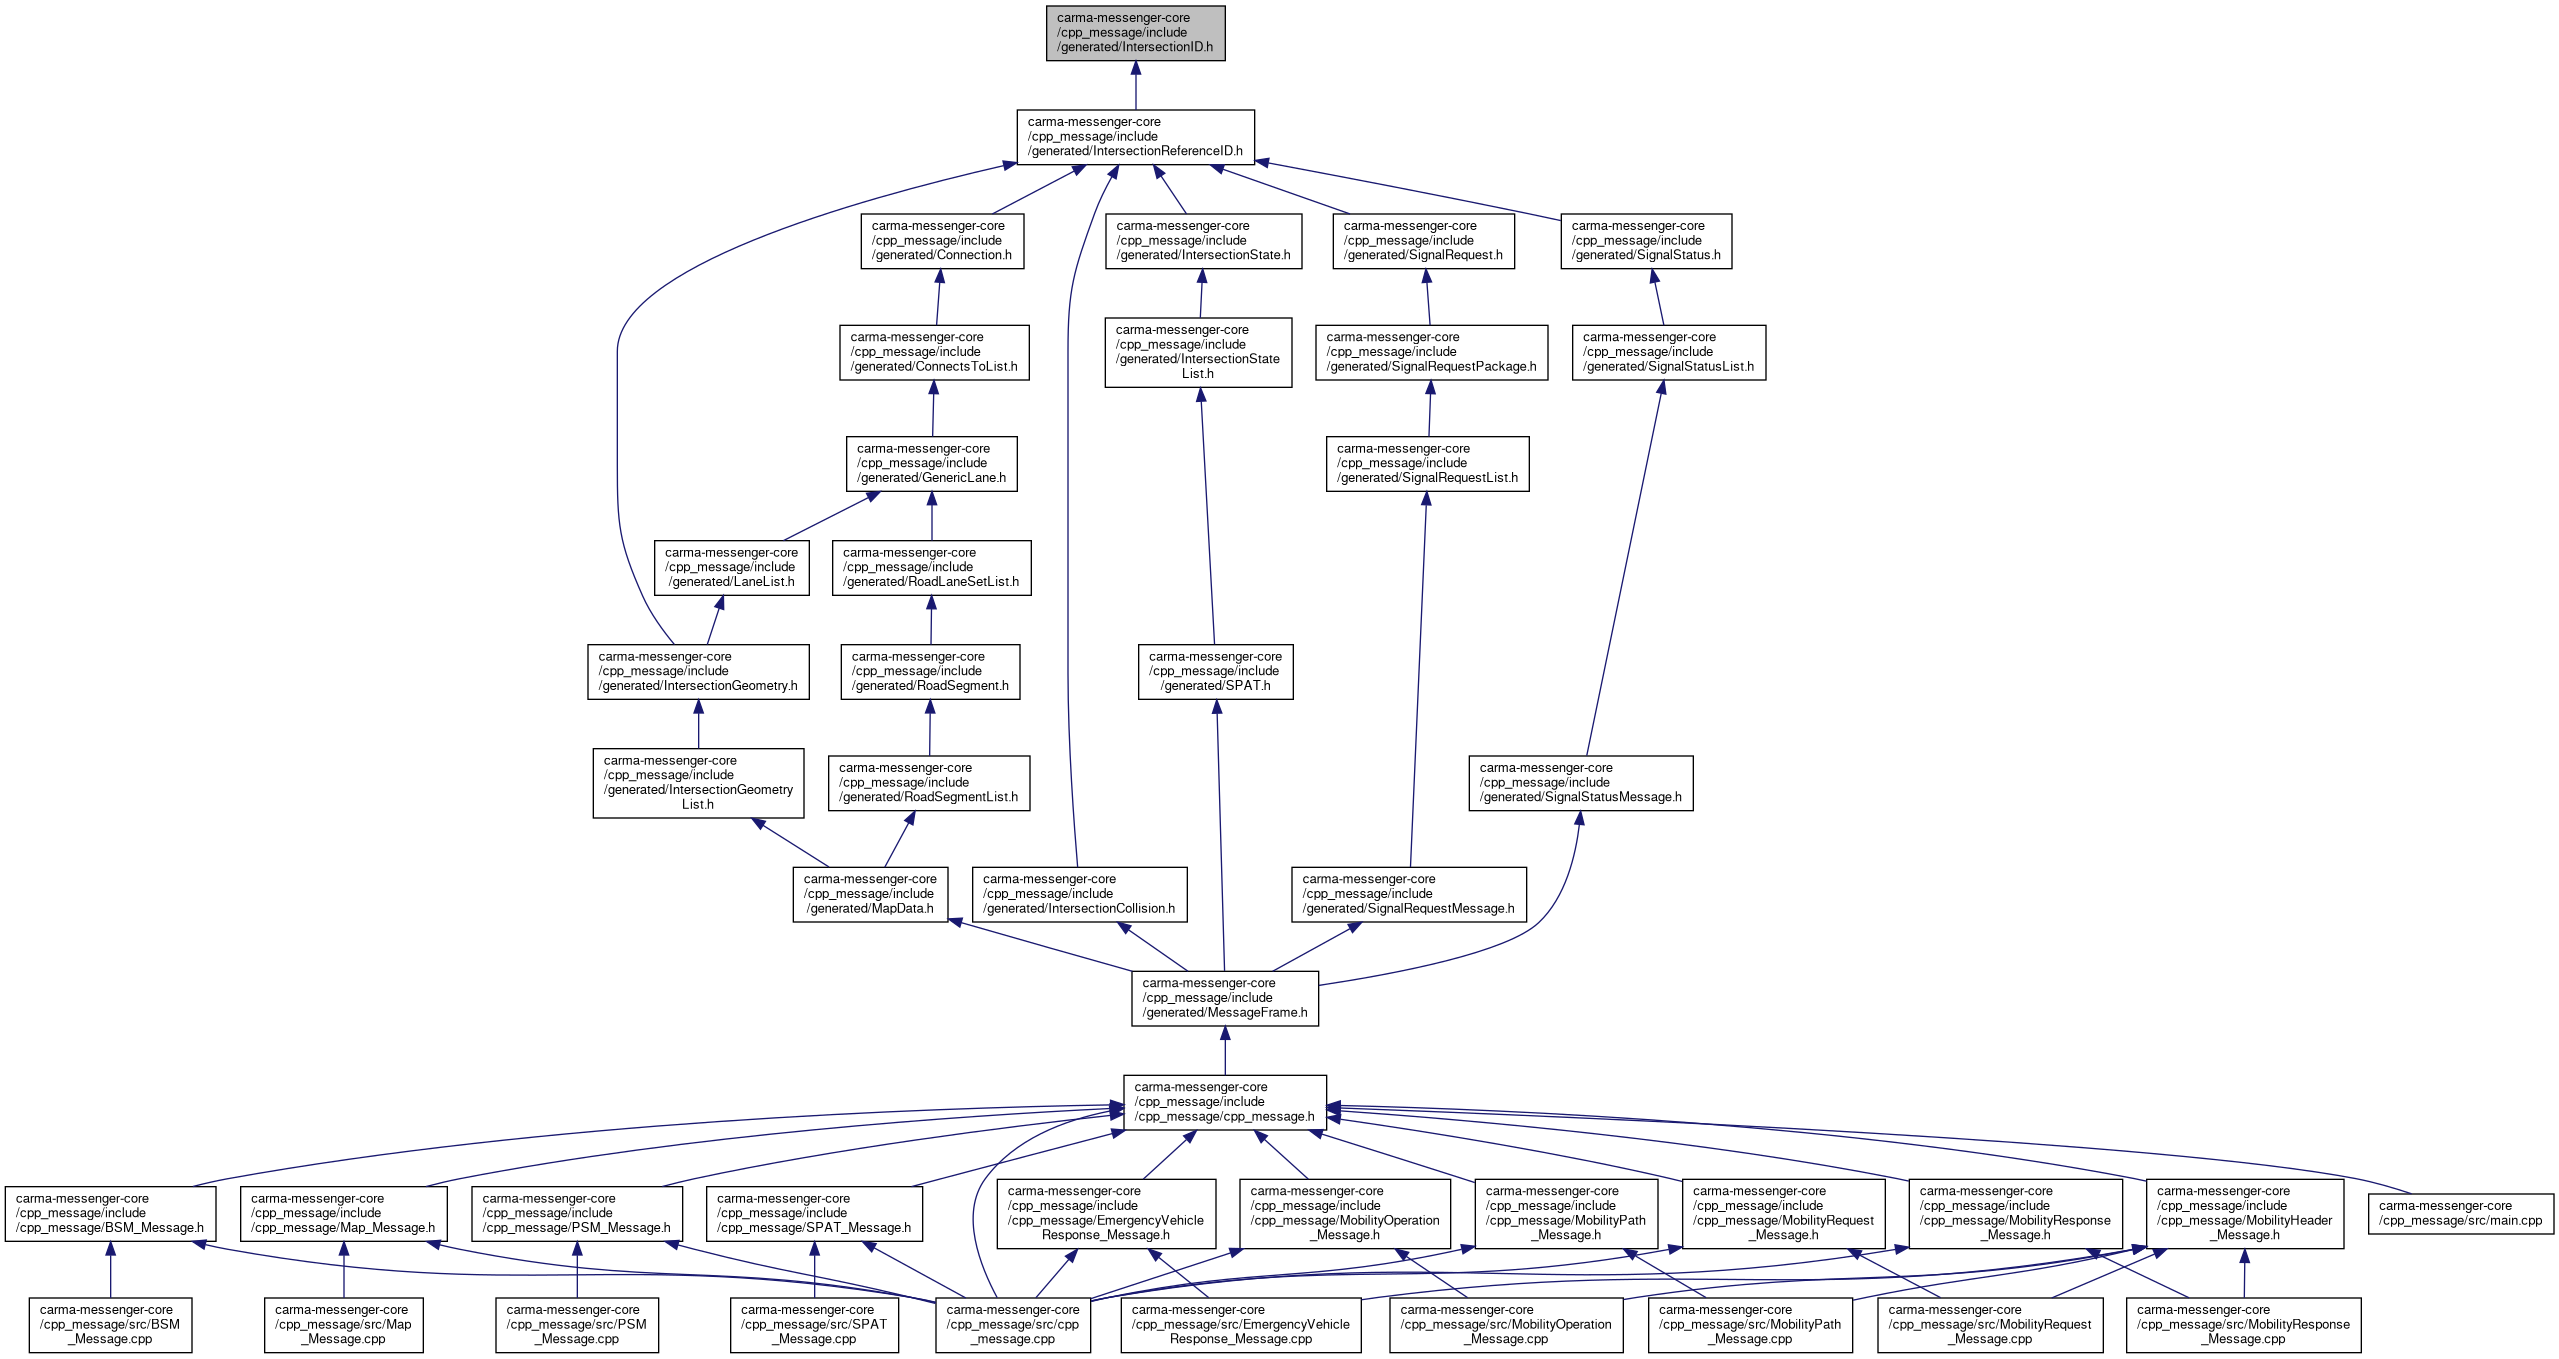 carma-messenger-core
/cpp_message/include
/generated/IntersectionID.h
carma-messenger-core
/cpp_message/include
/generated/IntersectionReferenceID.h
carma-messenger-core
/cpp_message/include
/generated/Connection.h
carma-messenger-core
/cpp_message/include
/generated/IntersectionState.h
carma-messenger-core
/cpp_message/include
/generated/SignalRequest.h
carma-messenger-core
/cpp_message/include
/generated/SignalStatus.h
carma-messenger-core
/cpp_message/include
/generated/ConnectsToList.h
carma-messenger-core
/cpp_message/include
/generated/IntersectionState
List.h
carma-messenger-core
/cpp_message/include
/generated/SignalRequestPackage.h
carma-messenger-core
/cpp_message/include
/generated/SignalStatusList.h
carma-messenger-core
/cpp_message/include
/generated/GenericLane.h
carma-messenger-core
/cpp_message/include
/generated/SignalRequestList.h
carma-messenger-core
/cpp_message/include
/generated/LaneList.h
carma-messenger-core
/cpp_message/include
/generated/RoadLaneSetList.h
carma-messenger-core
/cpp_message/include
/generated/IntersectionGeometry.h
carma-messenger-core
/cpp_message/include
/generated/RoadSegment.h
carma-messenger-core
/cpp_message/include
/generated/SPAT.h
carma-messenger-core
/cpp_message/include
/generated/IntersectionGeometry
List.h
carma-messenger-core
/cpp_message/include
/generated/RoadSegmentList.h
carma-messenger-core
/cpp_message/include
/generated/SignalStatusMessage.h
carma-messenger-core
/cpp_message/include
/generated/MapData.h
carma-messenger-core
/cpp_message/include
/generated/IntersectionCollision.h
carma-messenger-core
/cpp_message/include
/generated/SignalRequestMessage.h
carma-messenger-core
/cpp_message/include
/generated/MessageFrame.h
carma-messenger-core
/cpp_message/include
/cpp_message/cpp_message.h
carma-messenger-core
/cpp_message/include
/cpp_message/BSM_Message.h
carma-messenger-core
/cpp_message/include
/cpp_message/Map_Message.h
carma-messenger-core
/cpp_message/include
/cpp_message/PSM_Message.h
carma-messenger-core
/cpp_message/include
/cpp_message/SPAT_Message.h
carma-messenger-core
/cpp_message/include
/cpp_message/EmergencyVehicle
Response_Message.h
carma-messenger-core
/cpp_message/include
/cpp_message/MobilityOperation
_Message.h
carma-messenger-core
/cpp_message/include
/cpp_message/MobilityPath
_Message.h
carma-messenger-core
/cpp_message/include
/cpp_message/MobilityRequest
_Message.h
carma-messenger-core
/cpp_message/include
/cpp_message/MobilityResponse
_Message.h
carma-messenger-core
/cpp_message/include
/cpp_message/MobilityHeader
_Message.h
carma-messenger-core
/cpp_message/src/main.cpp
carma-messenger-core
/cpp_message/src/BSM
_Message.cpp
carma-messenger-core
/cpp_message/src/Map
_Message.cpp
carma-messenger-core
/cpp_message/src/PSM
_Message.cpp
carma-messenger-core
/cpp_message/src/SPAT
_Message.cpp
carma-messenger-core
/cpp_message/src/cpp
_message.cpp
carma-messenger-core
/cpp_message/src/EmergencyVehicle
Response_Message.cpp
carma-messenger-core
/cpp_message/src/MobilityOperation
_Message.cpp
carma-messenger-core
/cpp_message/src/MobilityPath
_Message.cpp
carma-messenger-core
/cpp_message/src/MobilityRequest
_Message.cpp
carma-messenger-core
/cpp_message/src/MobilityResponse
_Message.cpp